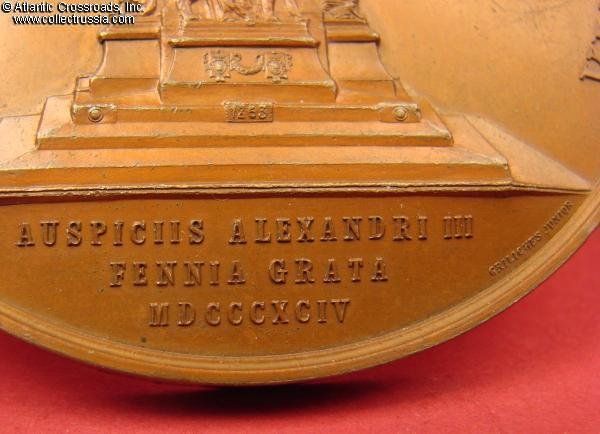 © Atlantic Crossroads, Inc.
www.collectrussia.com
1863
AUSPICIIS ALEXANDRI III
FENNIA GRATA
MDCCCXCIV
GRILICHES JUNIOR